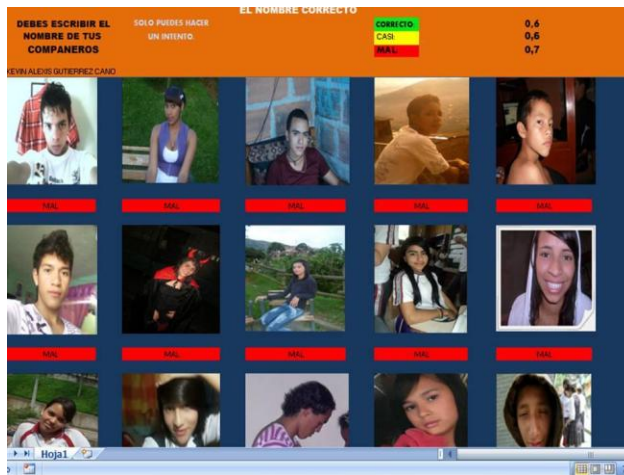 EL NOMBRE CORRECTO
DEBES ESCRIBIR EL
NOMBRE DE TUS
COMPANEROS
SOLO PUEDES HACER
UN INTENTO.
CORRECTO:
0,6
CASI:
0,6
MAL:
0,7
KEVIN ALEXIS GUTIERREZ CANO
MAL
MAL
MAL
MAL
MAL
MAL
MAL
MAL
MAL
MAL
Hoja1